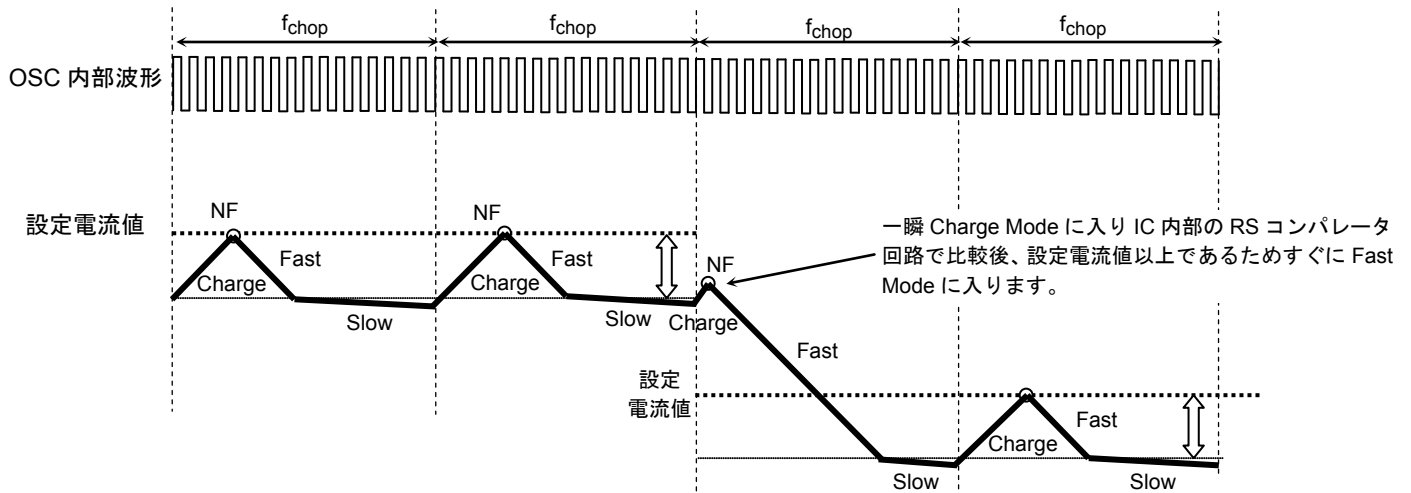 fchop
fchop
fchop
fchop
OSC 内部波形
設定電流値
NF
NF
NF
一瞬 Charge Mode に入り IC 内部の RS コンパレータ
回路で比較後、設定電流値以上であるためすぐに Fast
Mode に入ります。
Fast
Fast
Charge
Charge
Slow
Slow
Charge
Fast
設定
電流値
Fast
Charge
Slow
Slow